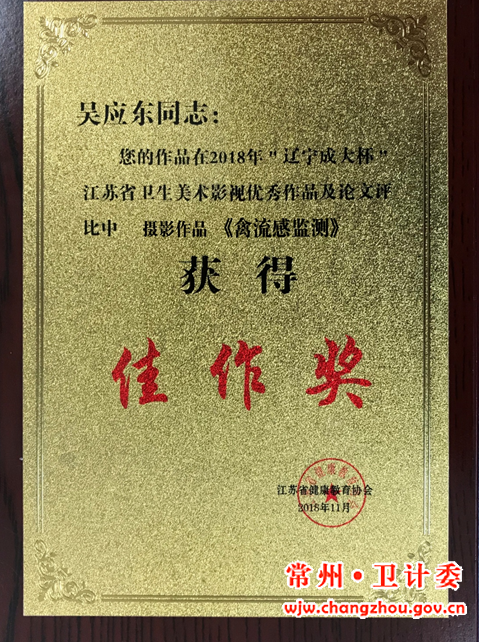 吴应东同志：
您的作品在2018年＂辽宁成大杯＂
江苏省卫生美术影视优秀作品及论文评
比中 摄影作品 《禽流感监测》
获得
佳作奖
江苏省健康教育协会
2018年11月
常州·卫计委
wjw.changzhou.gov.cn